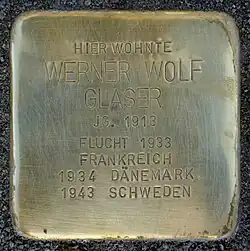 HIER WOHNTE
WERNER WOLF
GLASER
JG. 1913
FLUCHT 1933
FRANKREICH
1934 DÄNEMARK
1943 SCHWEDEN